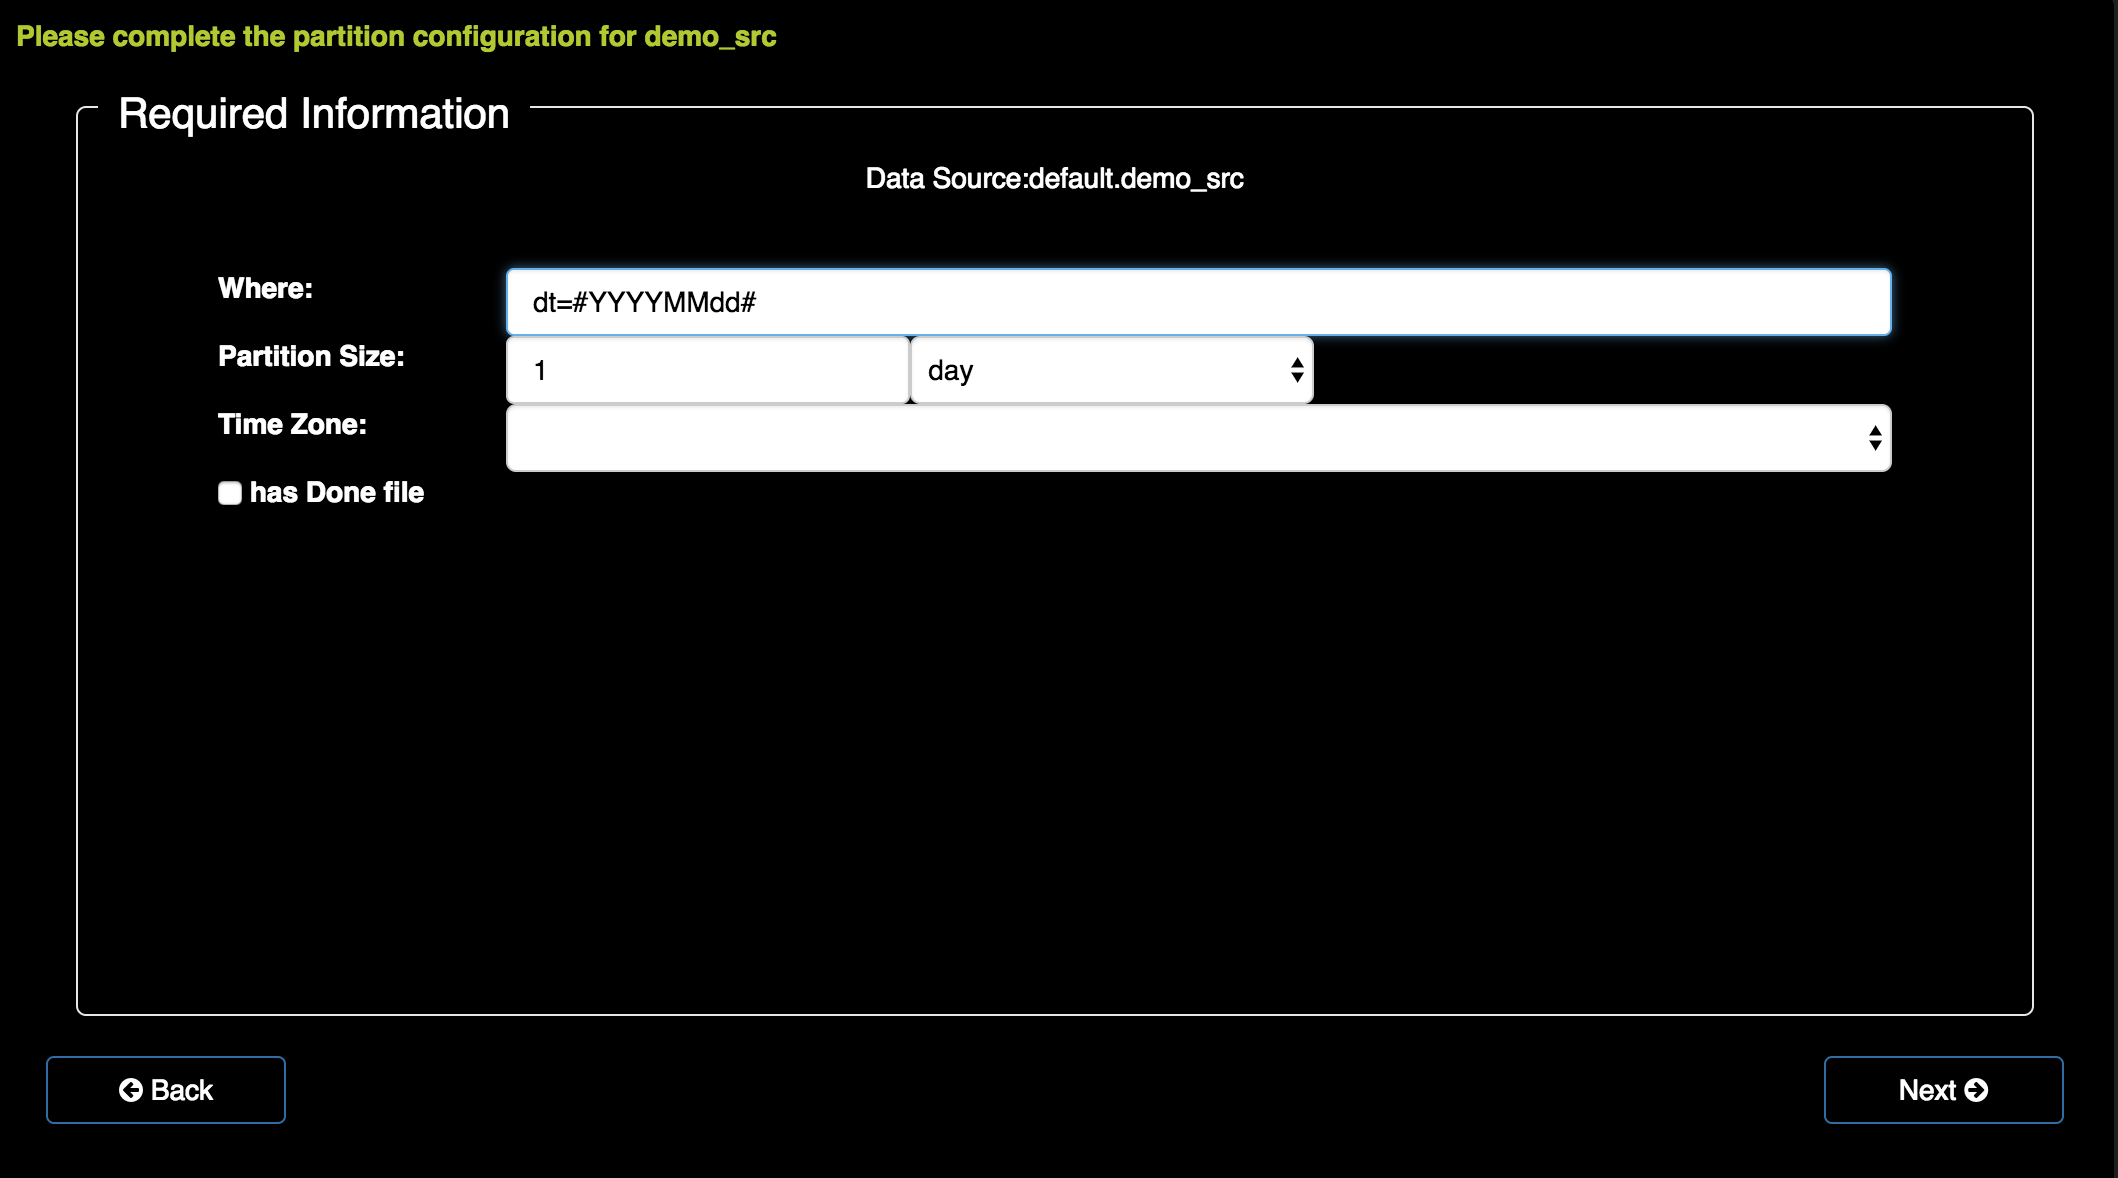 Please complete the partition configuration for demo_src
Required Information
Data Source:default.demo_src
Where: dt=#YYYYMMdd#
Partition Size: 1 day
Time Zone:
has Done file
Back Next